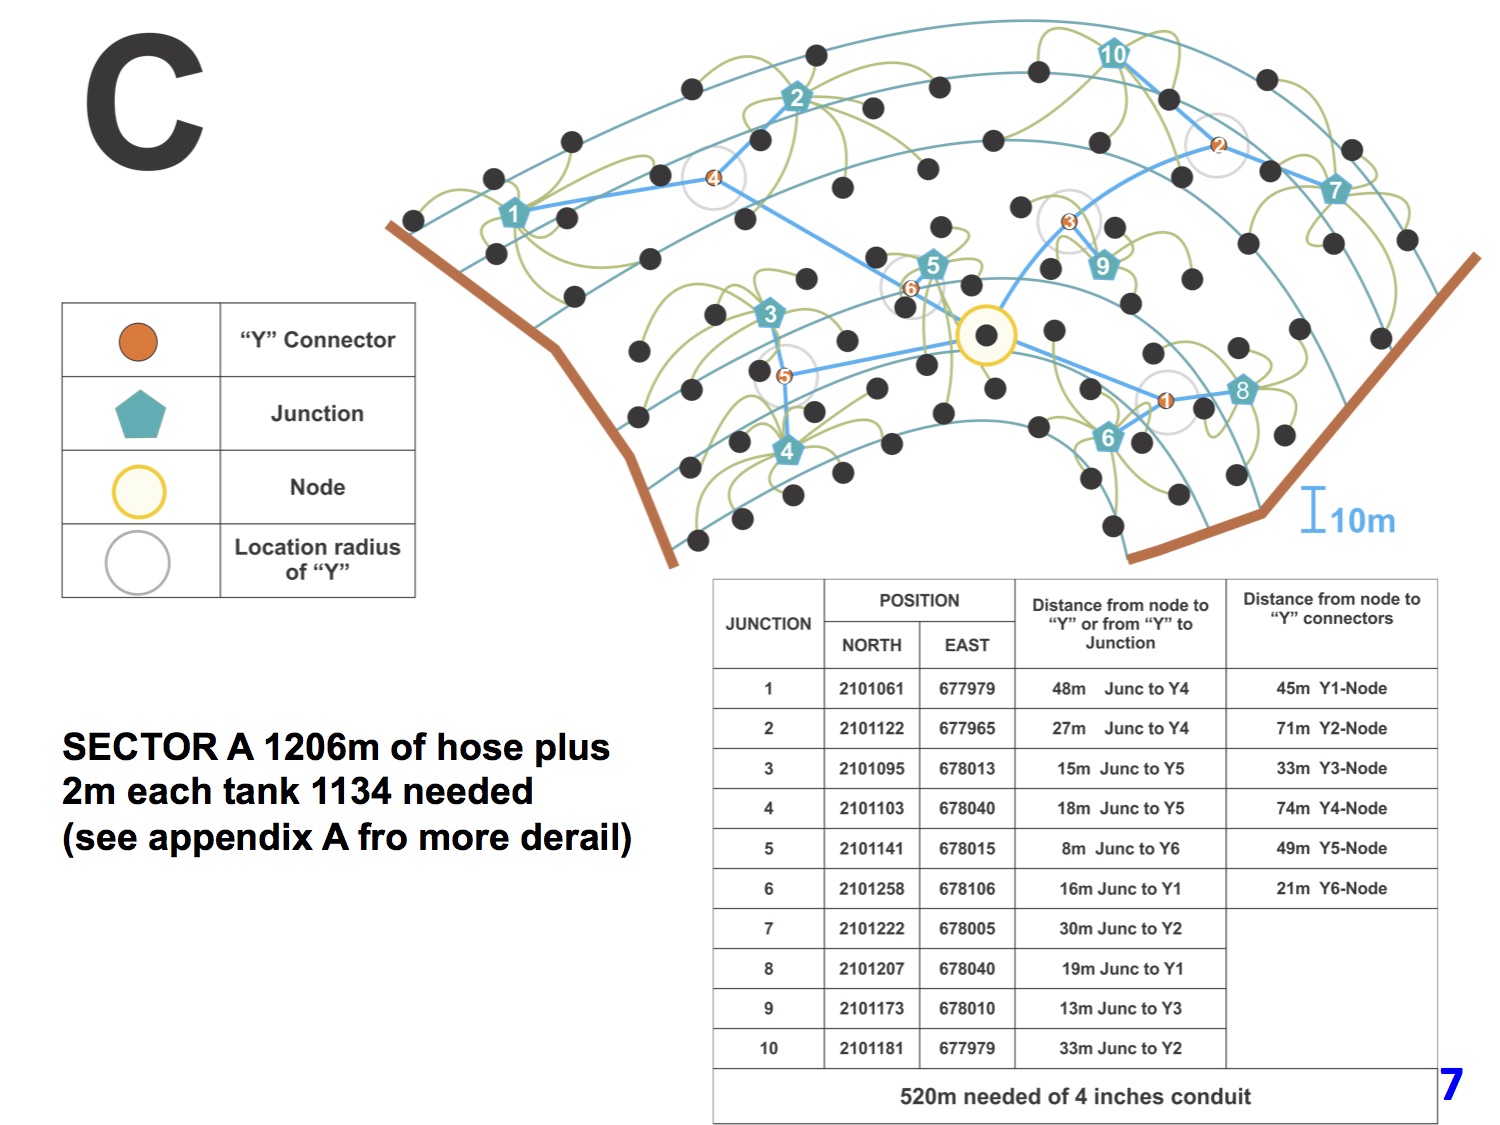 C
10
2
2
4
7
1
3
5
9
6
3
5
8
1
6
4
10m
“Y” Connector
Junction
Node
Location radius
of “Y”
SECTOR A 1206m of hose plus
2m each tank 1134 needed
(see appendix A fro more derail)
JUNCTION
POSITION
NORTH EAST
Distance from node to
“Y” or from “Y” to
Junction
Distance from node to
“Y” connectors
1 2101061 677979 48m Junc to Y4 45m Y1-Node
2 2101122 677965 27m Junc to Y4 71m Y2-Node
3 2101095 678013 15m Junc to Y5 33m Y3-Node
4 2101103 678040 18m Junc to Y5 74m Y4-Node
5 2101141 678015 8m Junc to Y6 49m Y5-Node
6 2101258 678106 16m Junc to Y1 21m Y6-Node
7 2101222 678005 30m Junc to Y2
8 2101207 678040 19m Junc to Y1
9 2101173 678010 13m Junc to Y3
10 2101181 677979 33m Junc to Y2
520m needed of 4 inches conduit
7